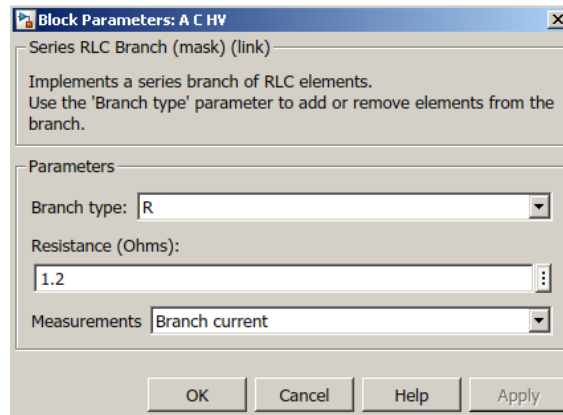 Block Parameters: A C HV
Series RLC Branch (mask) (link)
Implements a series branch of RLC elements.
Use the 'Branch type' parameter to add or remove elements from the
branch.
Parameters
Branch type: R
Resistance (Ohms):
1.2
Measurements Branch current
OK Cancel Help Apply